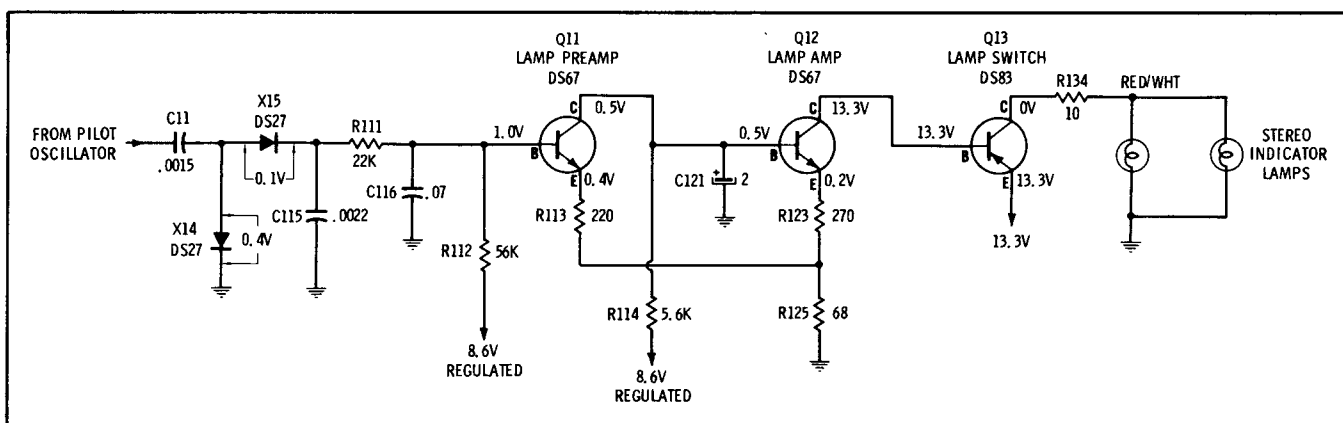 FROM PILOT
OSCILLATOR
C11
.0015
X15
DS27
0.1V
X14
DS27
0.4V
C115
.0022
R111
22K
C116
.07
R112
56K
8.6V
REGULATED
Q11
LAMP PREAMP
DS67
C
0.5V
1.0V
B
E
0.4V
R113
220
R114
5.6K
8.6V
REGULATED
0.5V
C121
+
2
Q12
LAMP AMP
DS67
C
13.3V
B
E
0.2V
R123
270
R125
68
Q13
LAMP SWITCH
DS83
C
0V
13.3V
B
E
13.3V
13.3V
R134
10
RED/WHT
STEREO
INDICATOR
LAMPS